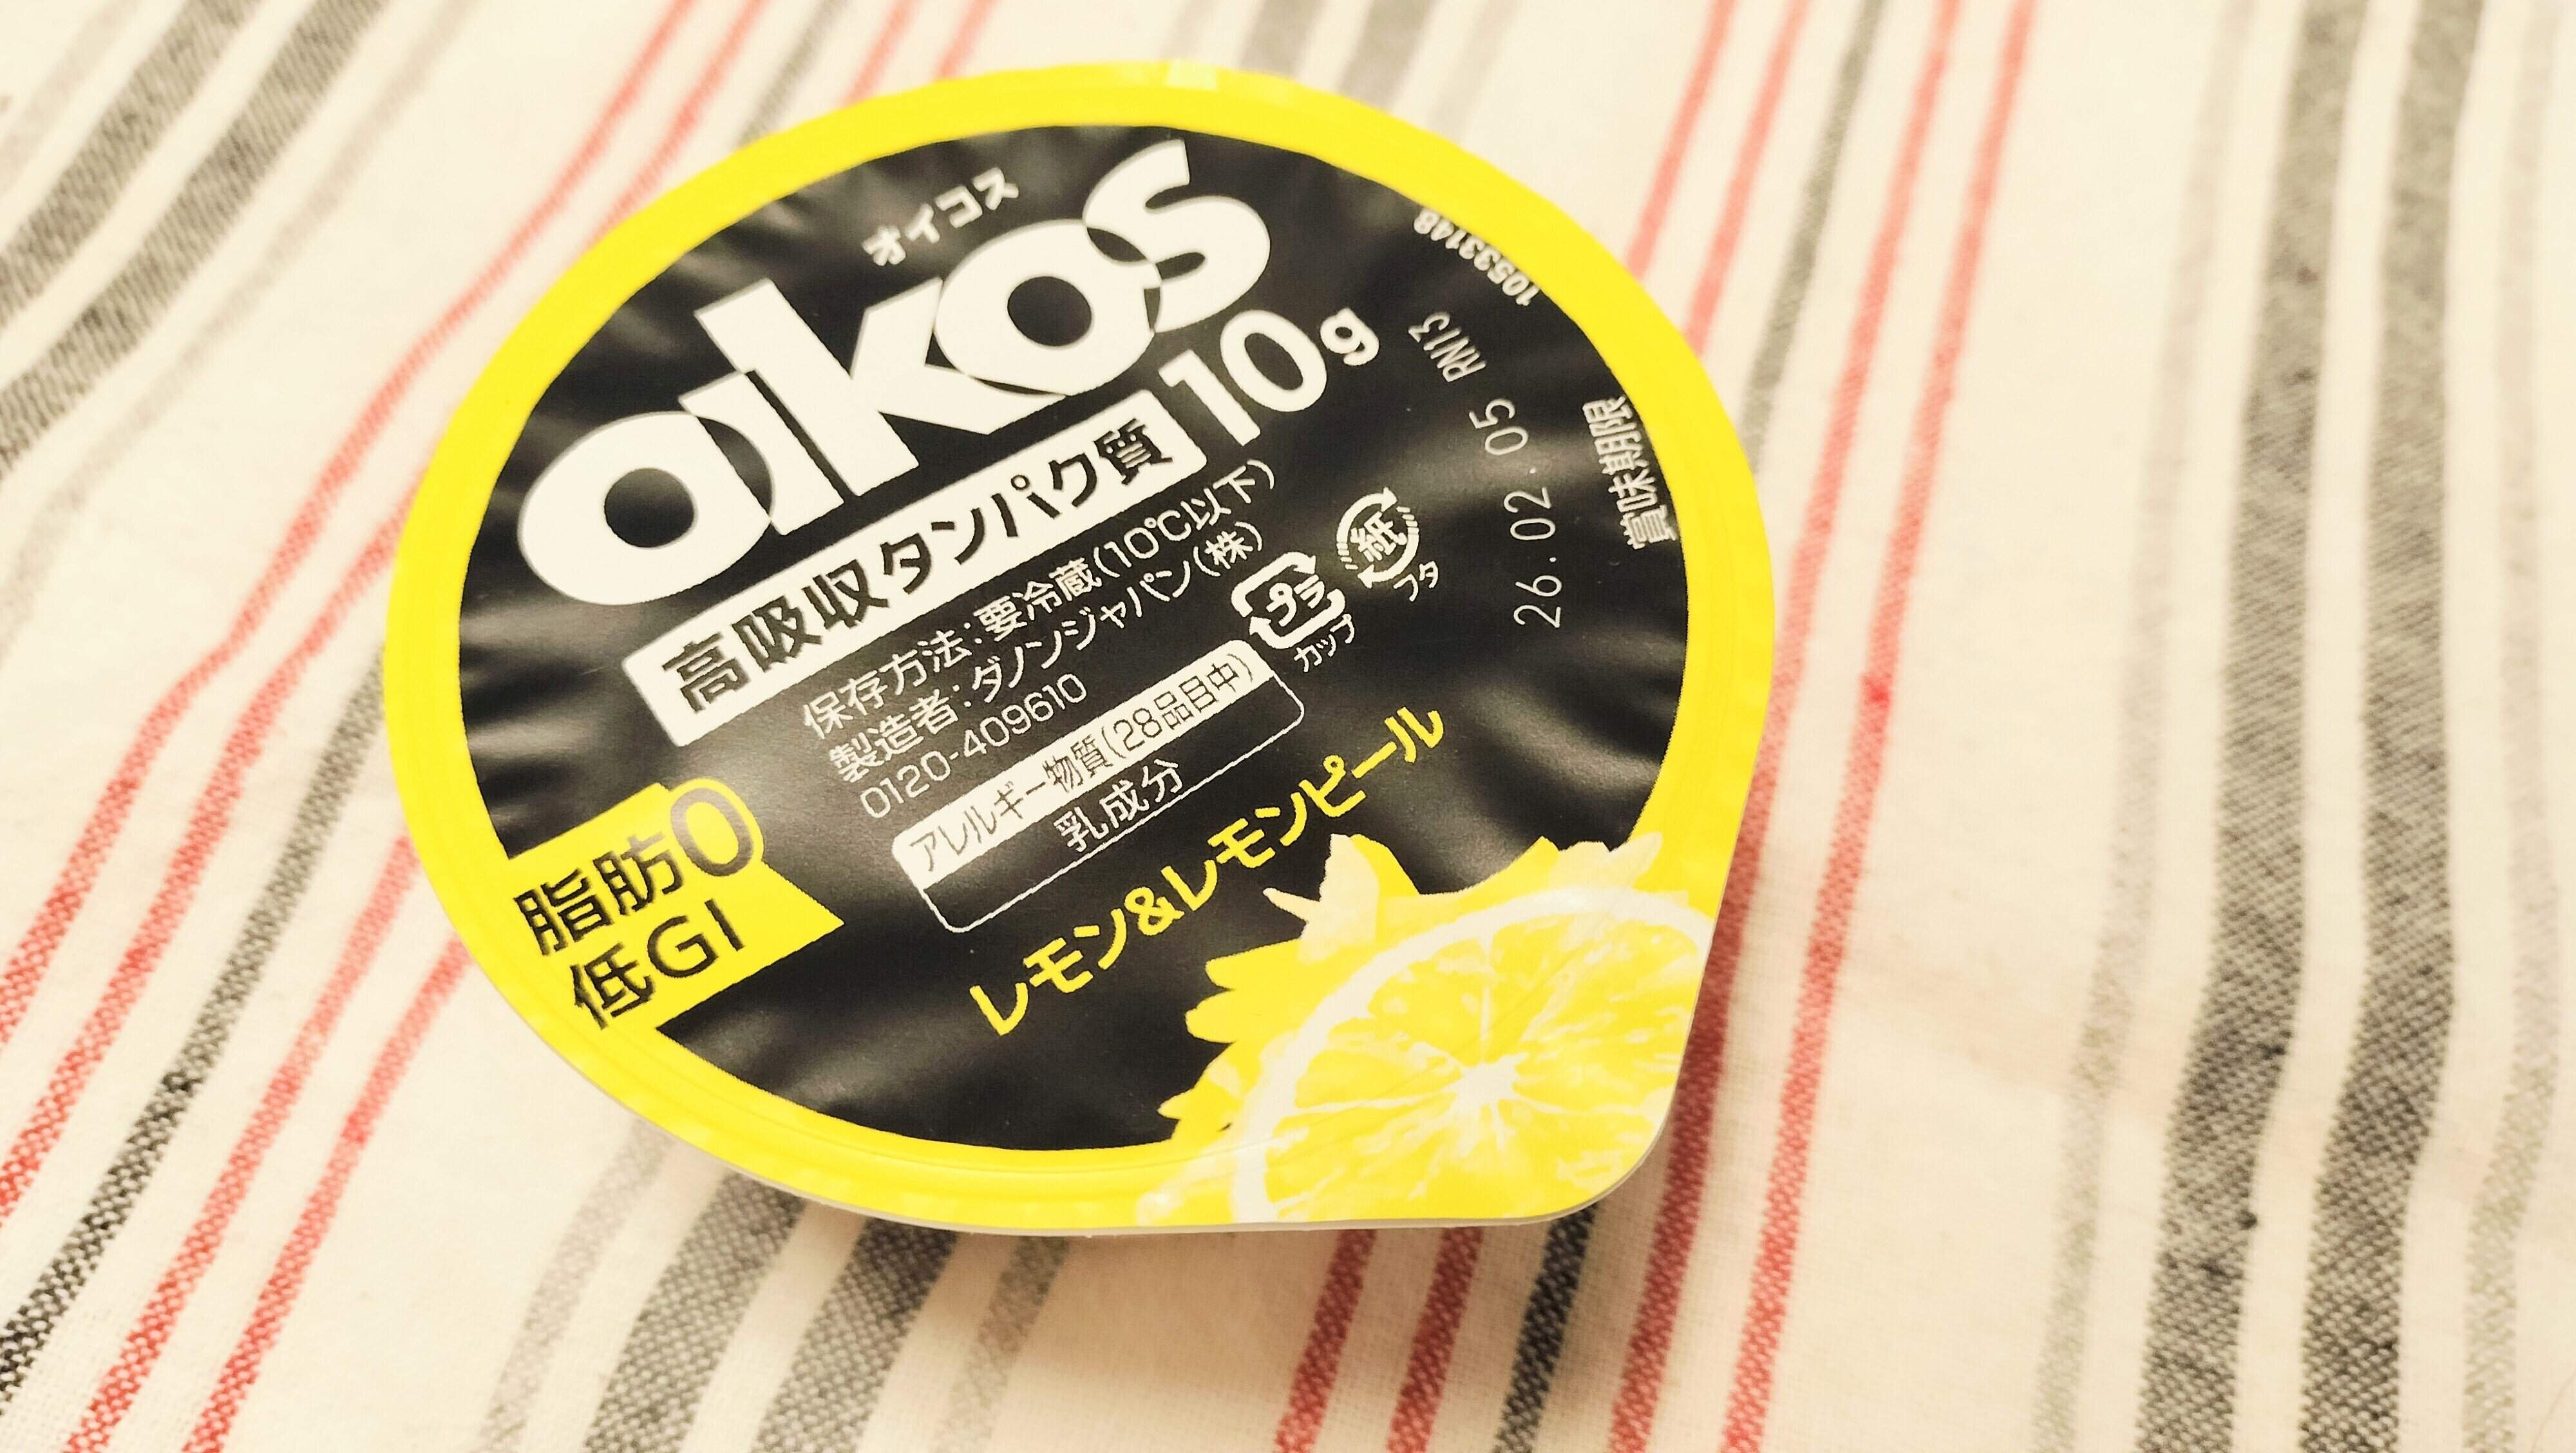 オイコス
oikos
高吸収タンパク質 10g
保存方法:要冷蔵(10℃以下)
製造者:ダノンジャパン(株)
0120-409610
アレルギー物質(28品目中)
乳成分
プラ
カップ
紙
フタ
脂肪0
低GI
レモン&レモンピール
賞味期限
26.02.05 RN13
10533148